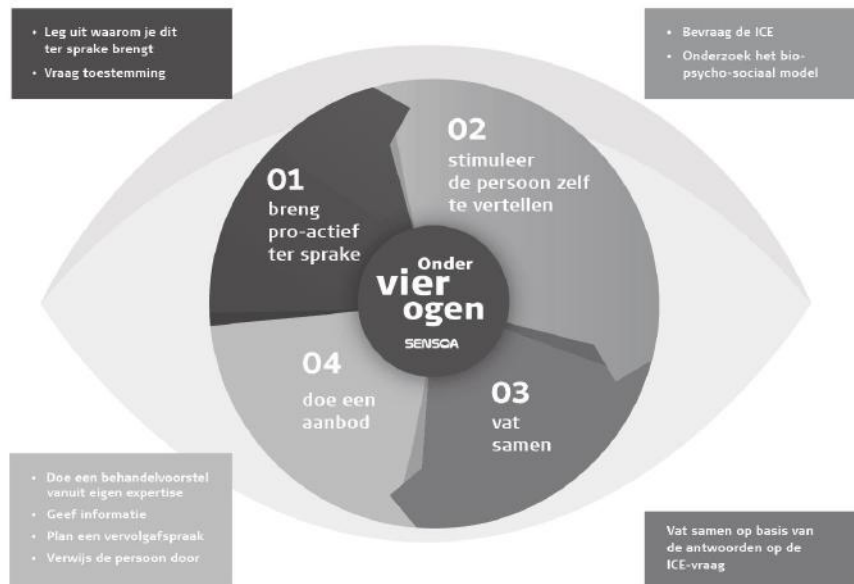 • Leg uit waarom je dit
ter sprake brengt
• Vraag toestemming
• Bevraag de ICE
• Onderzoek het bio-
psycho-sociaal model
01
breng
pro-actief
ter sprake
02
stimuleer
de persoon zelf
te vertellen
Onder
vier
ogen
SENSOA
03
vat
samen
04
doe een
aanbod
• Doe een behandelvoorstel
vanuit eigen expertise
• Geef informatie
• Plan een vervolgafspraak
• Verwijs de persoon door
Vat samen op basis van
de antwoorden op de
ICE-vraag